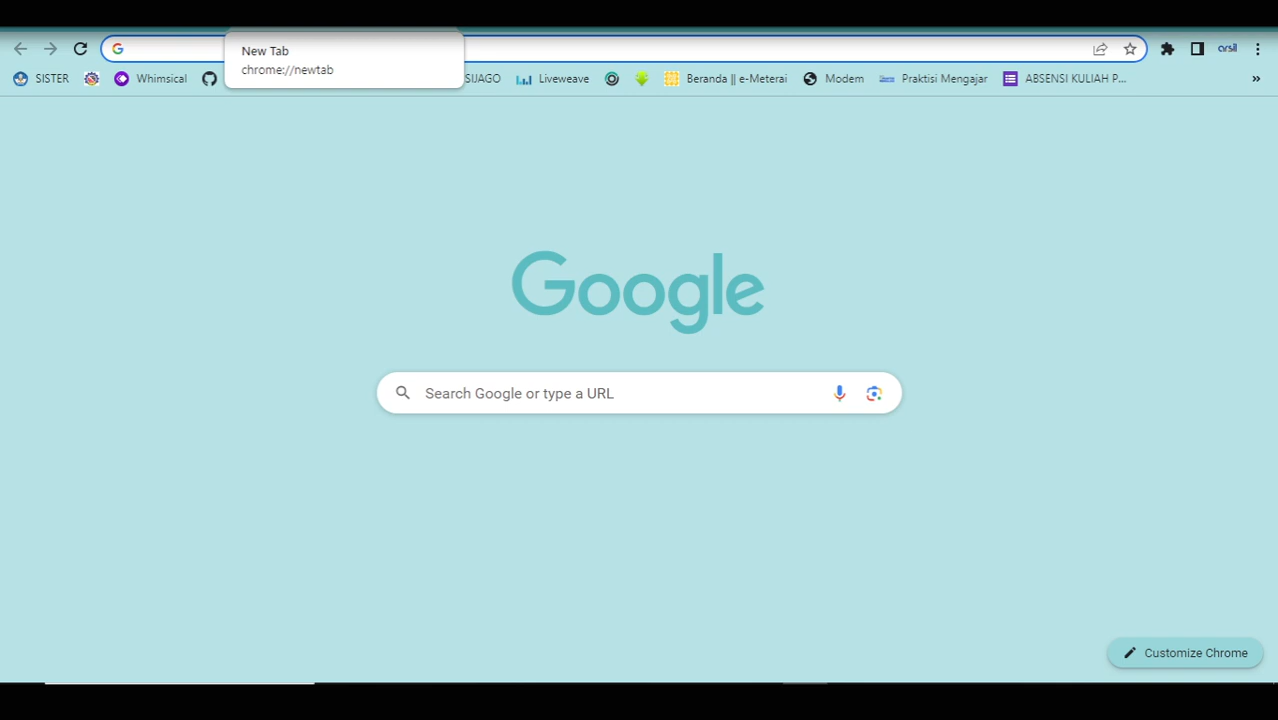 New Tab
chrome://newtab
arsil
SISTER
Whimsical
SIJAGO
Liveweave
Beranda || e-Meterai
Modem
Praktisi Mengajar
ABSENSI KULIAH P...
»
Google
Search Google or type a URL
Customize Chrome